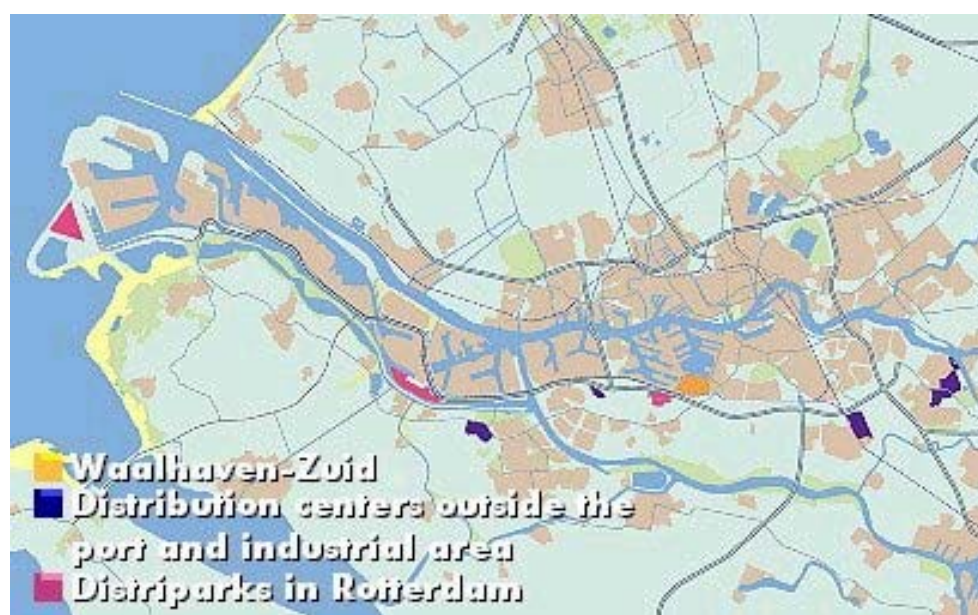 Waalhaven-Zuid
Distribution centers outside the
port and industrial area
Distriparks in Rotterdam